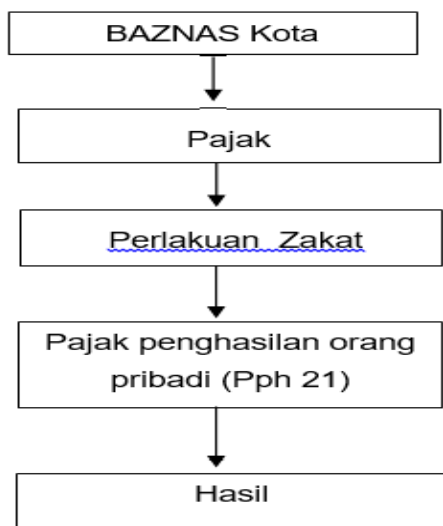 BAZNAS Kota
Pajak
Perlakuan Zakat
Pajak penghasilan orang
pribadi (Pph 21)
Hasil